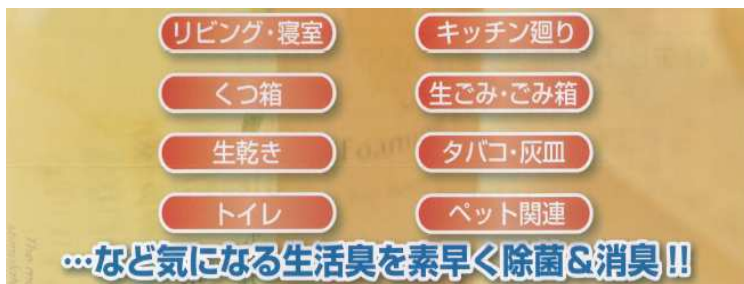 リビング・寝室 キッチン廻り
くつ箱 生ごみ・ごみ箱
生乾き タバコ・灰皿
トイレ ペット関連
…など気になる生活臭を素早く除菌&消臭!!